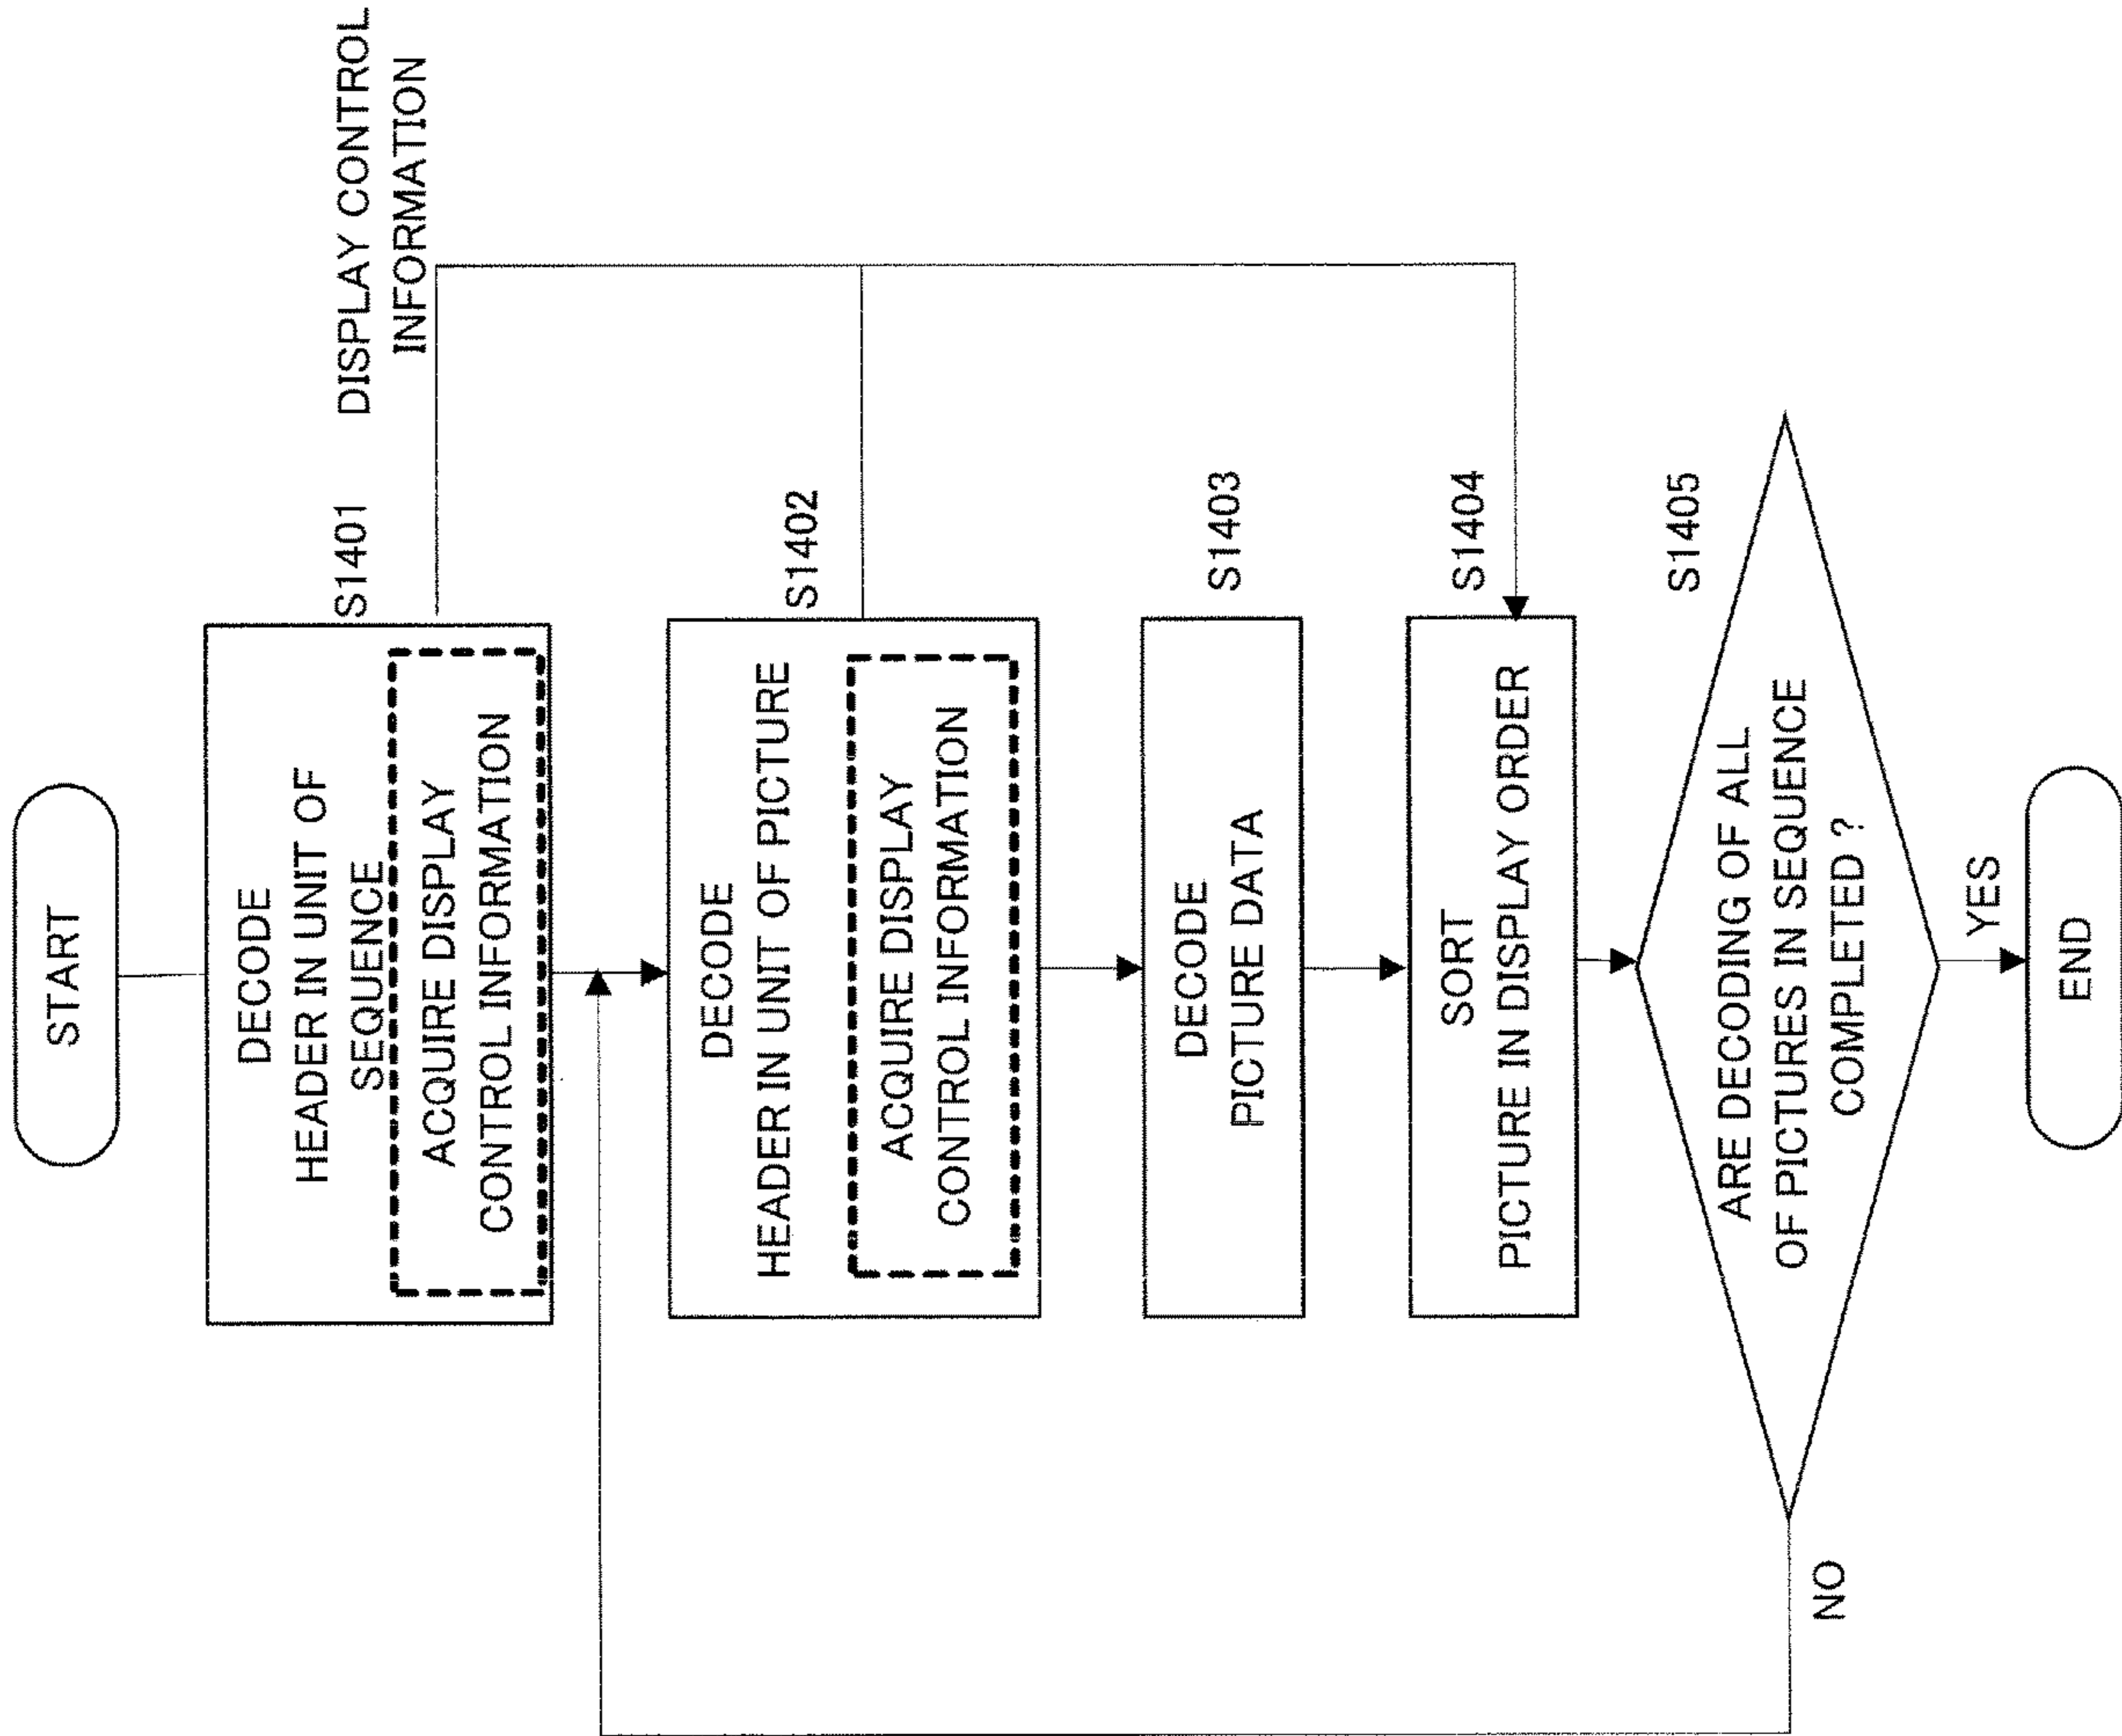 START
DECODE
HEADER IN UNIT OF
SEQUENCE
ACQUIRE DISPLAY
CONTROL INFORMATION
S1401
DISPLAY CONTROL
INFORMATION
DECODE
HEADER IN UNIT OF PICTURE
ACQUIRE DISPLAY
CONTROL INFORMATION
S1402
DECODE
PICTURE DATA
S1403
SORT
PICTURE IN DISPLAY ORDER
S1404
ARE DECODING OF ALL
OF PICTURES IN SEQUENCE
COMPLETED ?
S1405
NO
YES
END